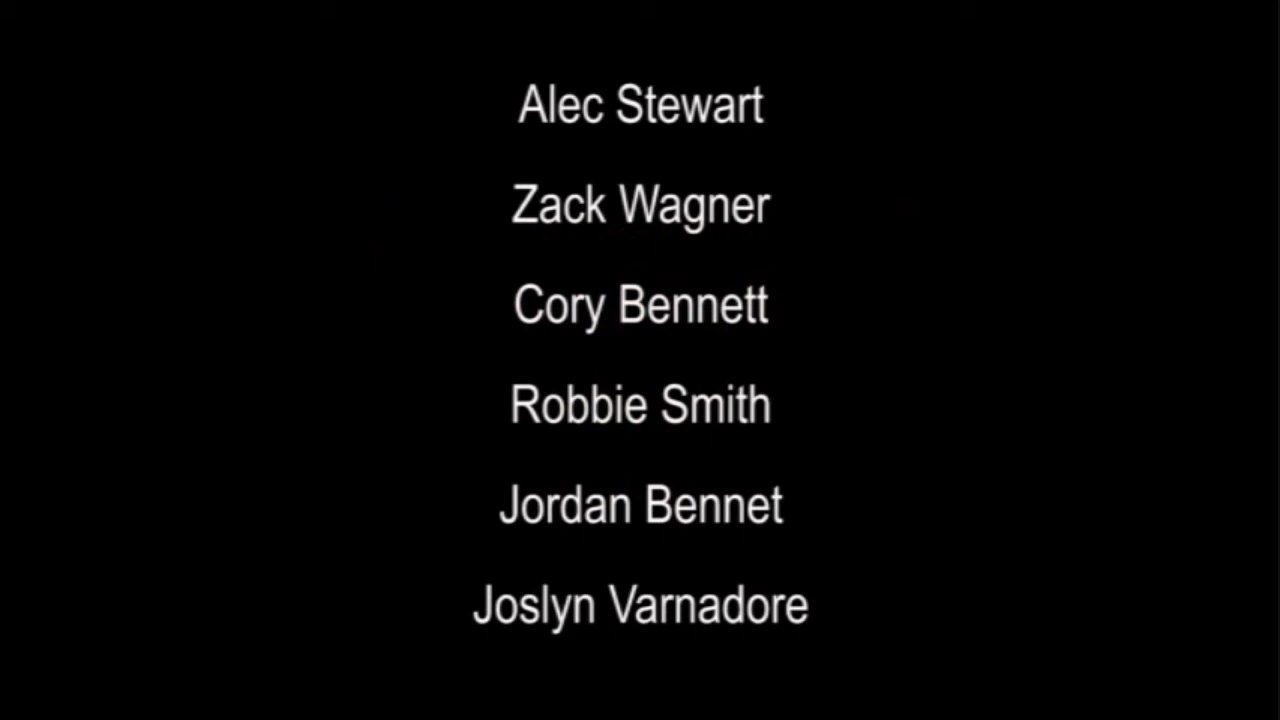 Alec Stewart
Zack Wagner
Cory Bennett
Robbie Smith
Jordan Bennet
Joslyn Varnadore